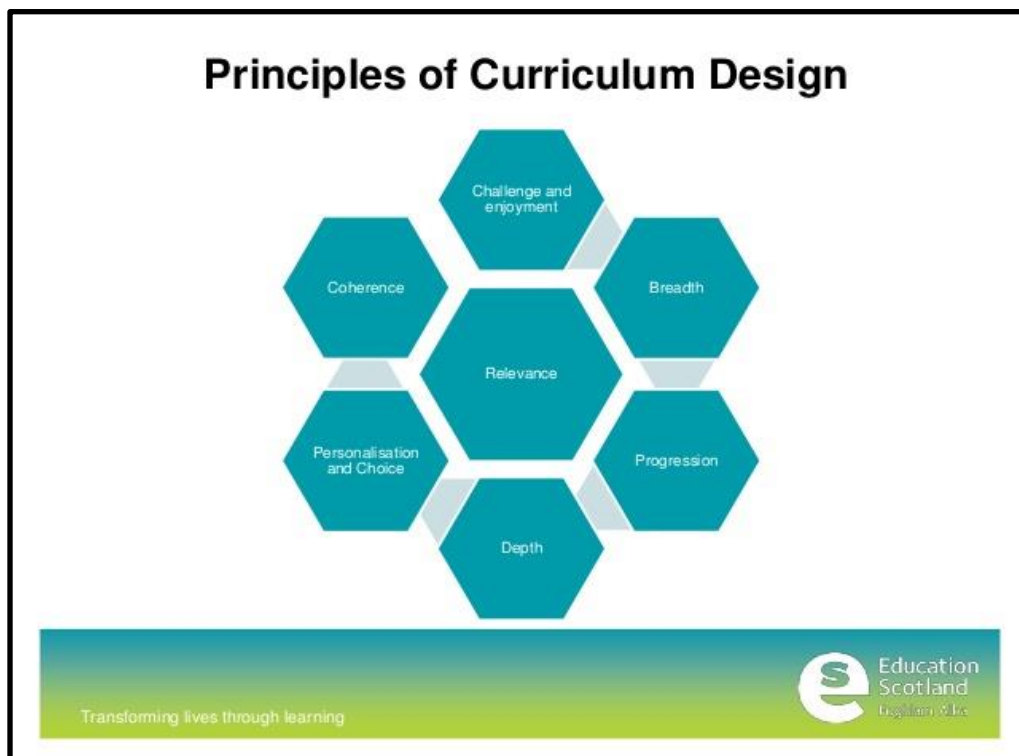 Principles of Curriculum Design
Challenge and
enjoyment
Coherence
Breadth
Relevance
Personalisation
and Choice
Progression
Depth
Education
Scotland
Alba
Transforming lives through learning